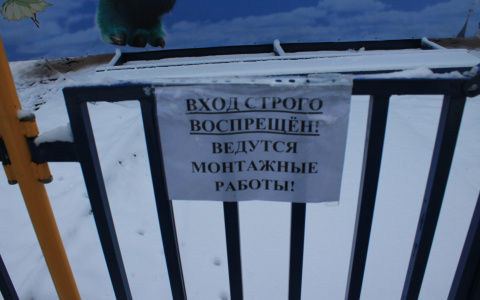 ВХОД СТРОГО
ВОСПРЕЩЁН!
ВЕДУТСЯ
МОНТАЖНЫЕ
РАБОТЫ!